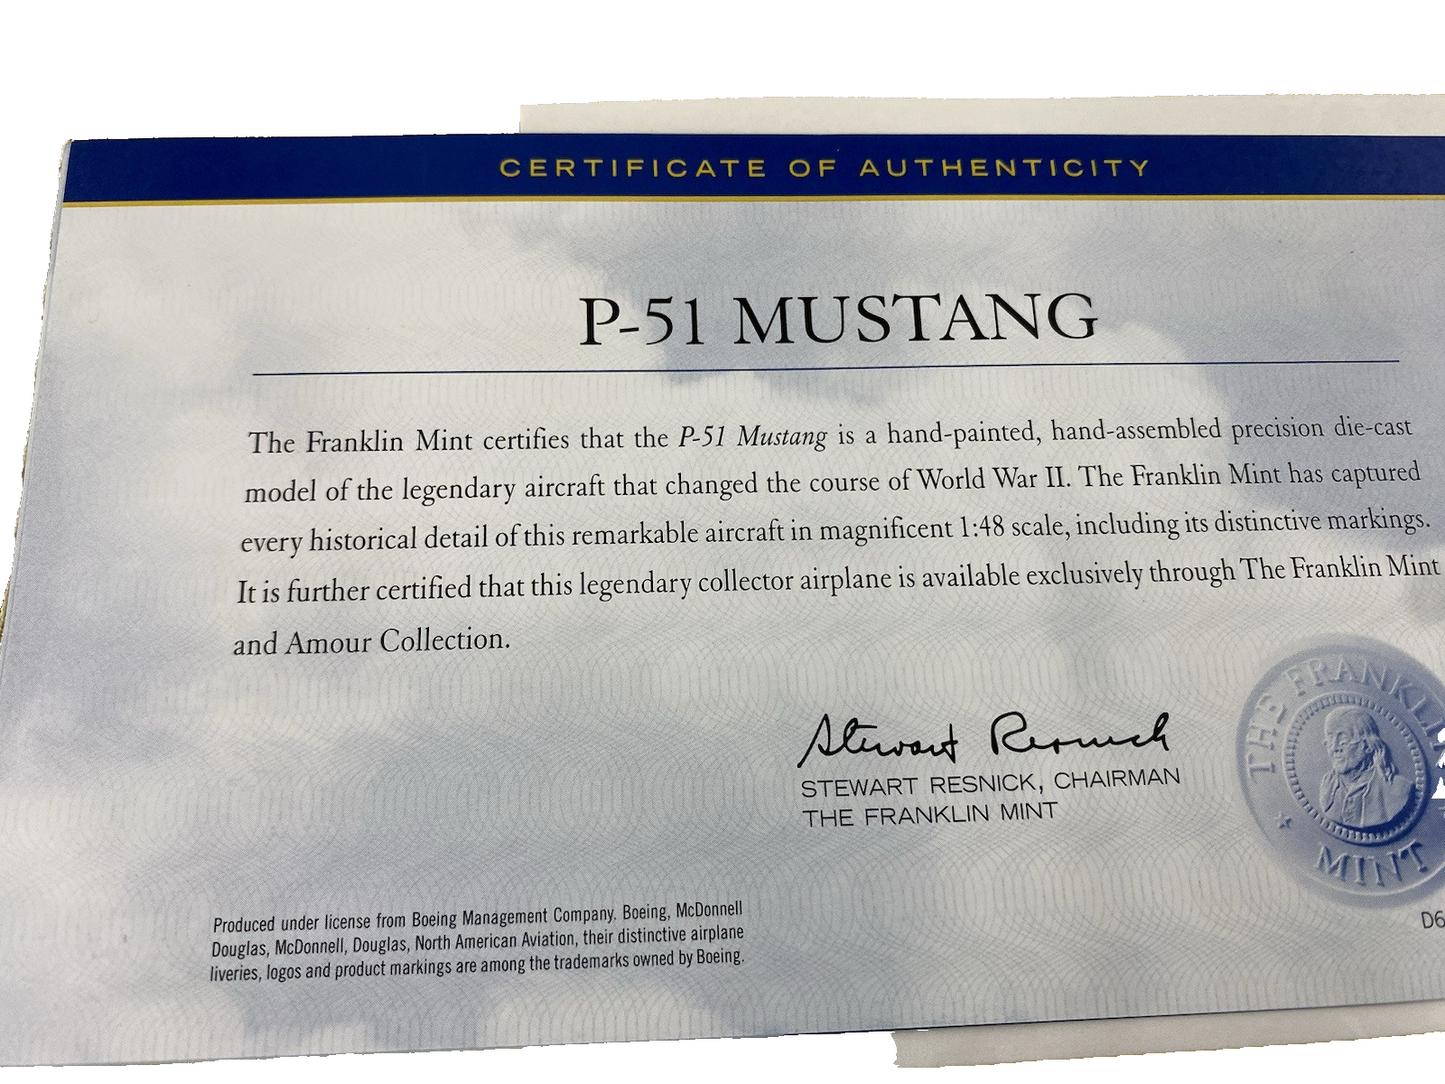 CERTIFICATE OF AUTHENTICITY
P-51 MUSTANG
The Franklin Mint certifies that the P-51 Mustang is a hand-painted, hand-assembled precision die-cast
model of the legendary aircraft that changed the course of World War II. The Franklin Mint has captured
every historical detail of this remarkable aircraft in magnificent 1:48 scale, including its distinctive markings.
It is further certified that this legendary collector airplane is available exclusively through The Franklin Mint
and Amour Collection.
Stewart Resnick
STEWART RESNICK, CHAIRMAN
THE FRANKLIN MINT
THE FRANKLIN
MINT
Produced under license from Boeing Management Company. Boeing, McDonnell
Douglas, McDonnell, Douglas, North American Aviation, their distinctive airplane
liveries, logos and product markings are among the trademarks owned by Boeing.